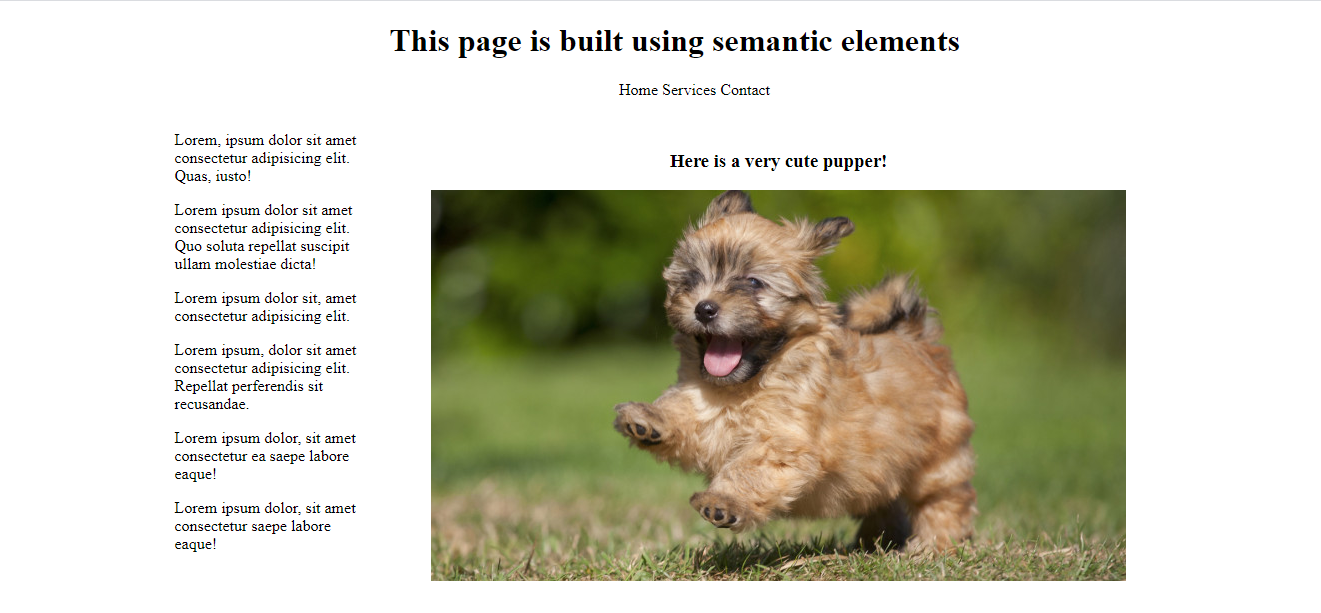 This page is built using semantic elements
Home Services Contact
Lorem, ipsum dolor sit amet
consectetur adipisicing elit.
Quas, iusto!
Lorem ipsum dolor sit amet
consectetur adipisicing elit.
Quo soluta repellat suscipit
ullam molestiae dicta!
Lorem ipsum dolor sit, amet
consectetur adipisicing elit.
Lorem ipsum, dolor sit amet
consectetur adipisicing elit.
Repellat perferendis sit
recusandae.
Lorem ipsum dolor, sit amet
consectetur ea saepe labore
eaque!
Lorem ipsum dolor, sit amet
consectetur saepe labore
eaque!
Here is a very cute pupper!